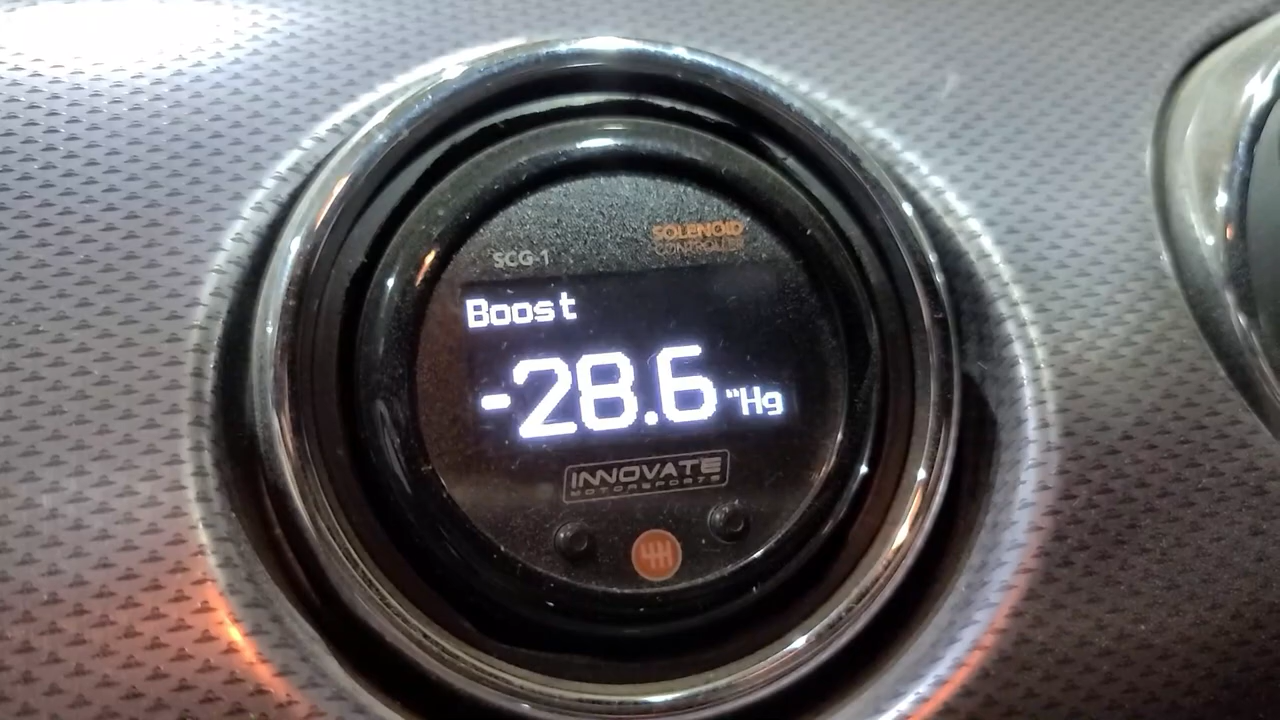 SOLENOID
CONTROLLER
SCG-1
Boost
-28.6 "Hg
INNOVATE
MOTORSPORTS